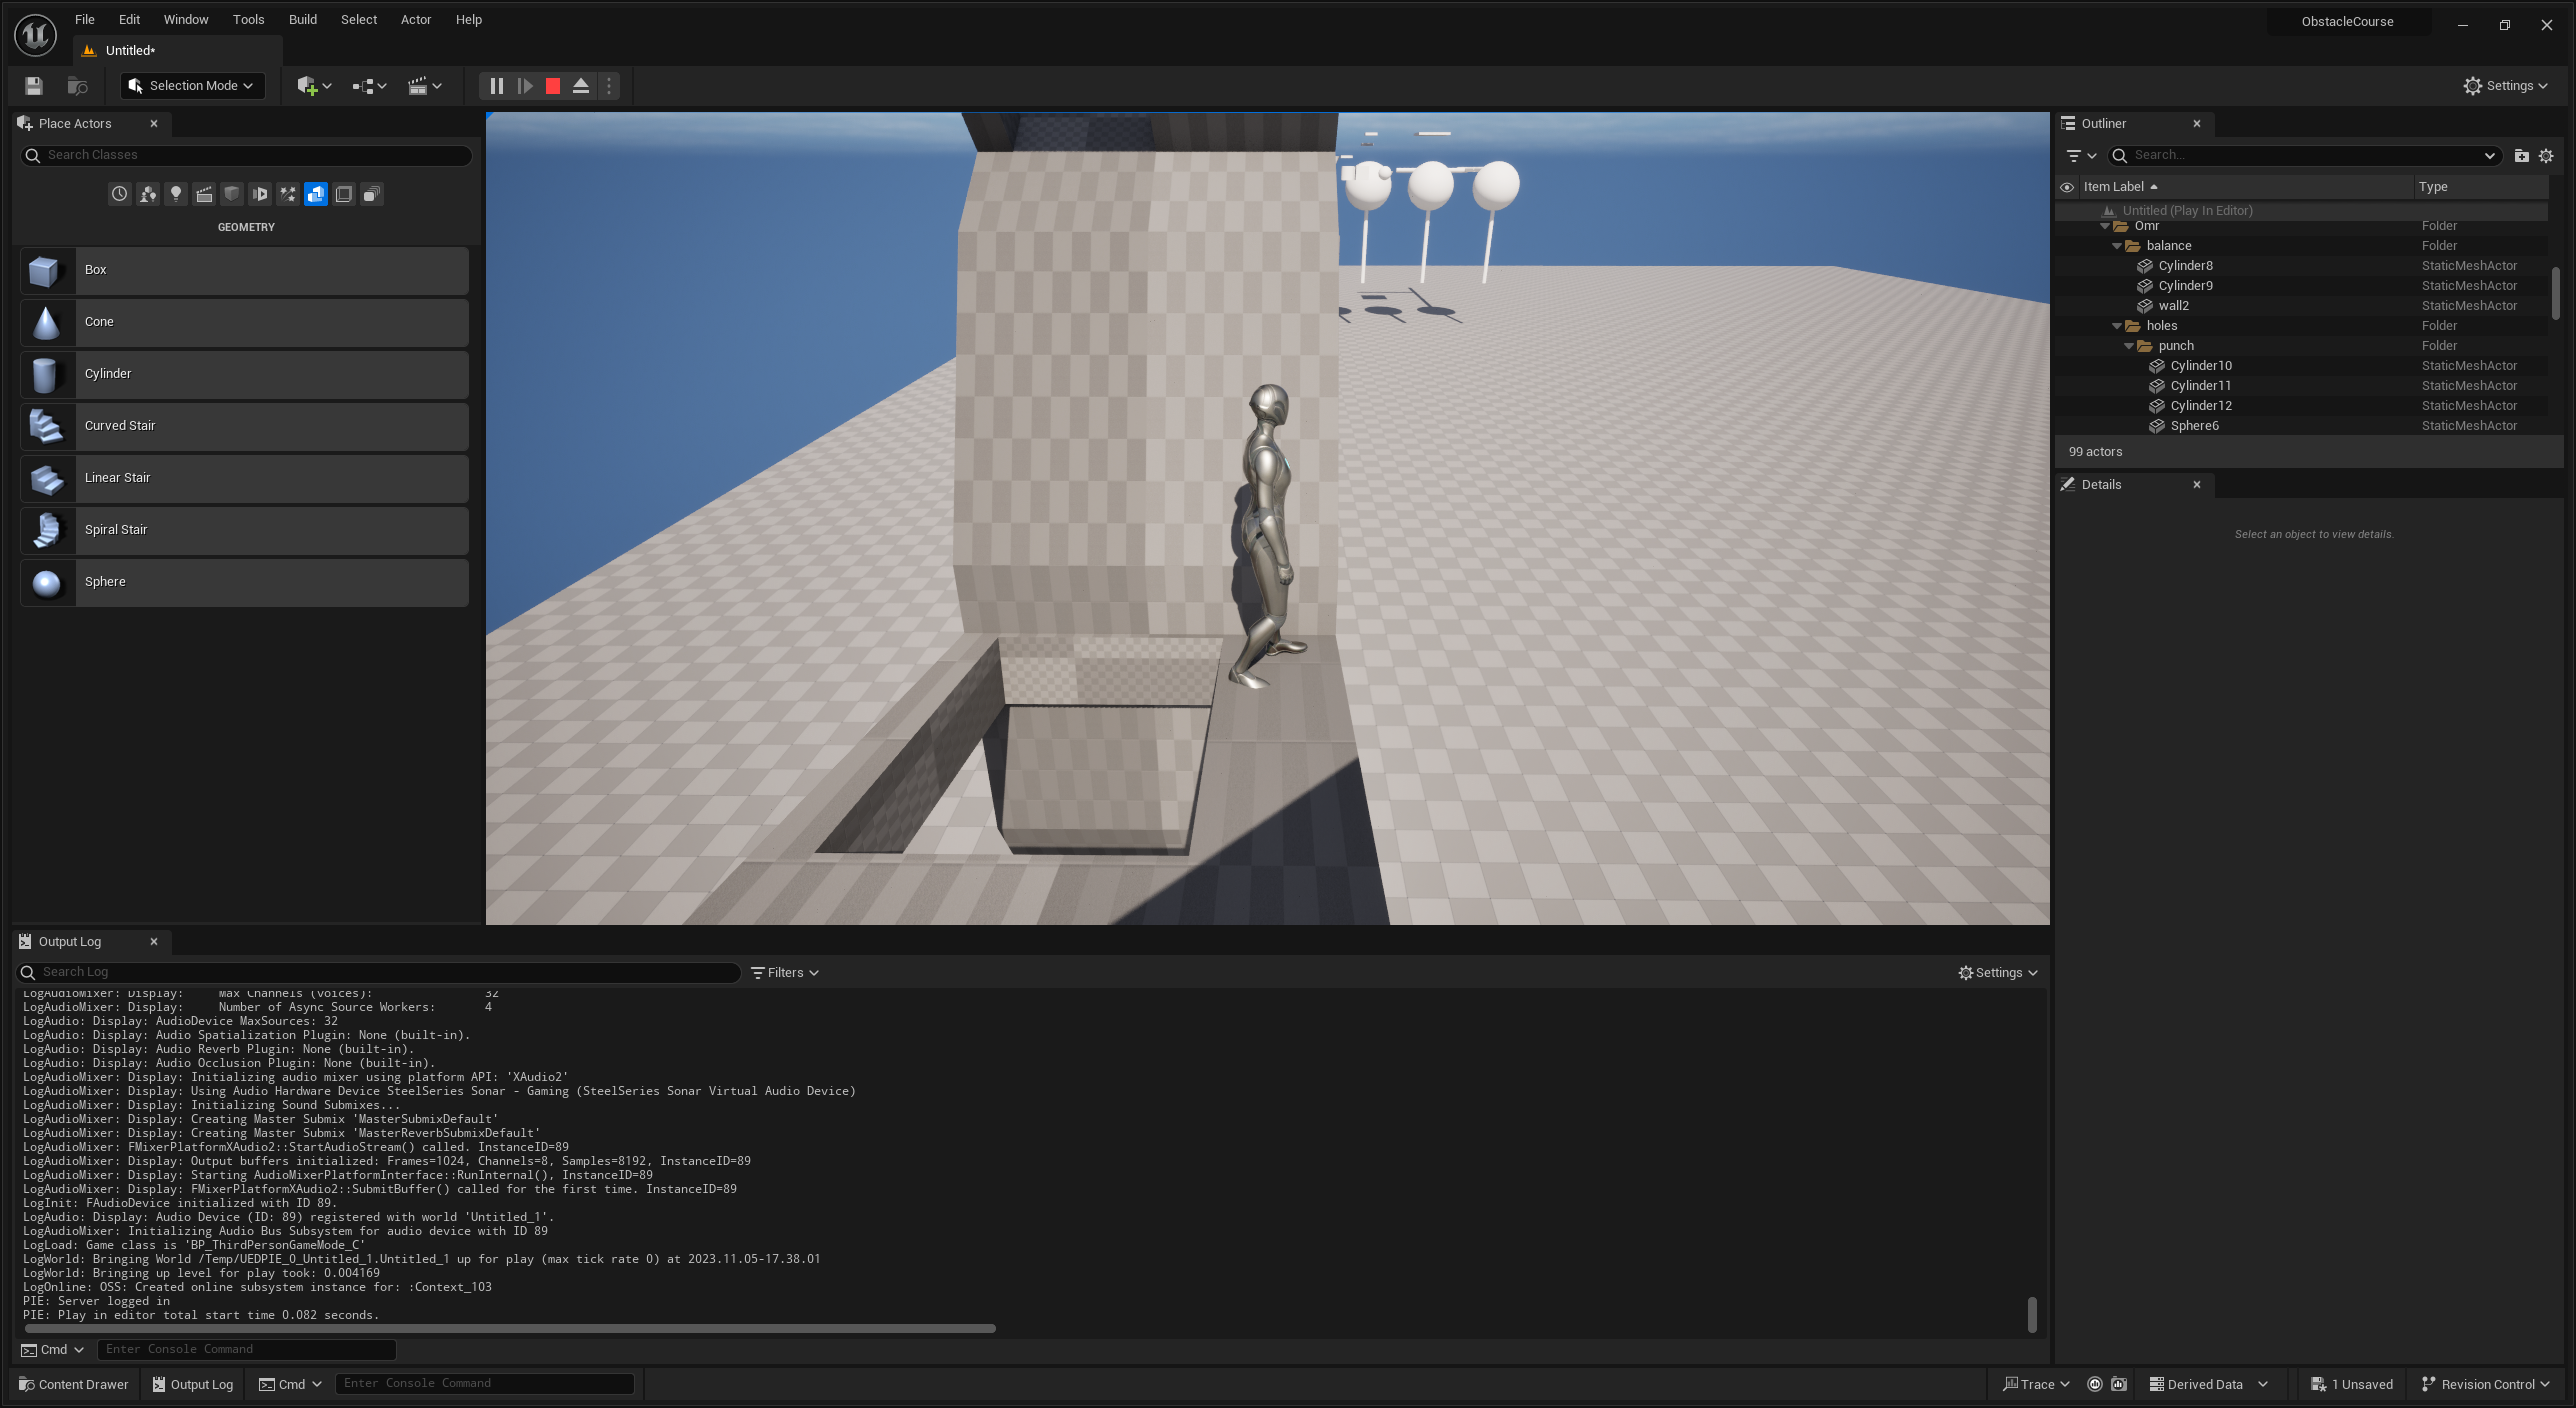 File Edit Window Tools Build Select Actor Help
ObstacleCourse
Untitled*
Selection Mode
Settings
Place Actors
Search Classes
GEOMETRY
Box
Cone
Cylinder
Curved Stair
Linear Stair
Spiral Stair
Sphere
Outliner
Search...
Item Label Type
Untitled (Play In Editor)
Omr Folder
balance Folder
Cylinder8 StaticMeshActor
Cylinder9 StaticMeshActor
wall2 StaticMeshActor
holes Folder
punch Folder
Cylinder10 StaticMeshActor
Cylinder11 StaticMeshActor
Cylinder12 StaticMeshActor
Sphere6 StaticMeshActor
99 actors
Details
Select an object to view details.
Output Log
Search Log
Filters
Settings
LogAudioMixer: Display: Max Channels (voices): 32
LogAudioMixer: Display: Number of Async Source Workers: 4
LogAudio: Display: AudioDevice MaxSources: 32
LogAudio: Display: Audio Spatialization Plugin: None (built-in).
LogAudio: Display: Audio Reverb Plugin: None (built-in).
LogAudio: Display: Audio Occlusion Plugin: None (built-in).
LogAudioMixer: Display: Initializing audio mixer using platform API: 'XAudio2'
LogAudioMixer: Display: Using Audio Hardware Device SteelSeries Sonar - Gaming (SteelSeries Sonar Virtual Audio Device)
LogAudioMixer: Display: Initializing Sound Submixes...
LogAudioMixer: Display: Creating Master Submix 'MasterSubmixDefault'
LogAudioMixer: Display: Creating Master Submix 'MasterReverbSubmixDefault'
LogAudioMixer: FMixerPlatformXAudio2::StartAudioStream() called. InstanceID=89
LogAudioMixer: Display: Output buffers initialized: Frames=1024, Channels=8, Samples=8192, InstanceID=89
LogAudioMixer: Display: Starting AudioMixerPlatformInterface::RunInternal(), InstanceID=89
LogAudioMixer: Display: FMixerPlatformXAudio2::SubmitBuffer() called for the first time. InstanceID=89
LogInit: FAudioDevice initialized with ID 89.
LogAudio: Display: Audio Device (ID: 89) registered with world 'Untitled_1'.
LogAudioMixer: Initializing Audio Bus Subsystem for audio device with ID 89
LogLoad: Game class is 'BP_ThirdPersonGameMode_C'
LogWorld: Bringing World /Temp/UEDPIE_0_Untitled_1.Untitled_1 up for play (max tick rate 0) at 2023.11.05-17.38.01
LogWorld: Bringing up level for play took: 0.004169
LogOnline: OSS: Created online subsystem instance for: :Context_103
PIE: Server logged in
PIE: Play in editor total start time 0.082 seconds.
Cmd Enter Console Command
Content Drawer Output Log Cmd Enter Console Command
Trace Derived Data 1 Unsaved Revision Control